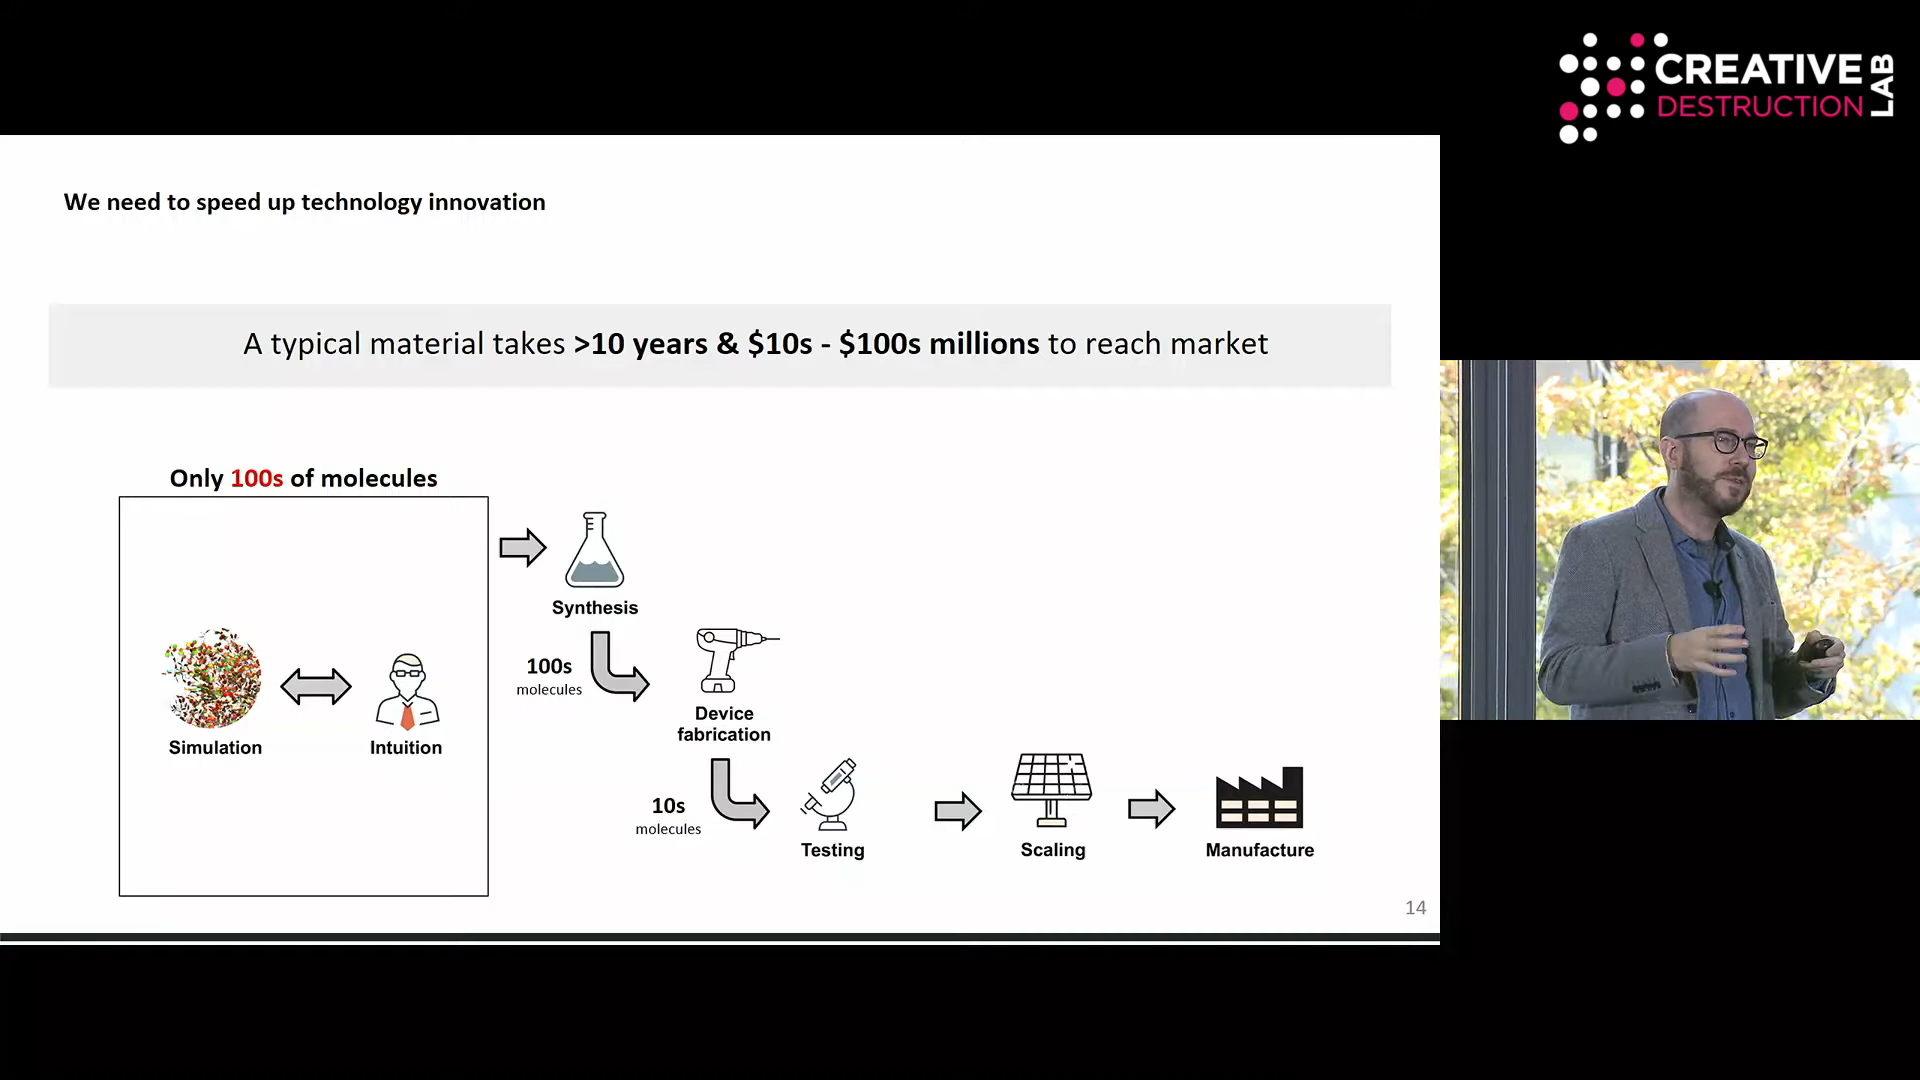 CREATIVE
DESTRUCTION
LAB
We need to speed up technology innovation
A typical material takes >10 years & $10s - $100s millions to reach market
Only 100s of molecules
Simulation
Intuition
Synthesis
100s
molecules
Device
fabrication
10s
molecules
Testing
Scaling
Manufacture
14